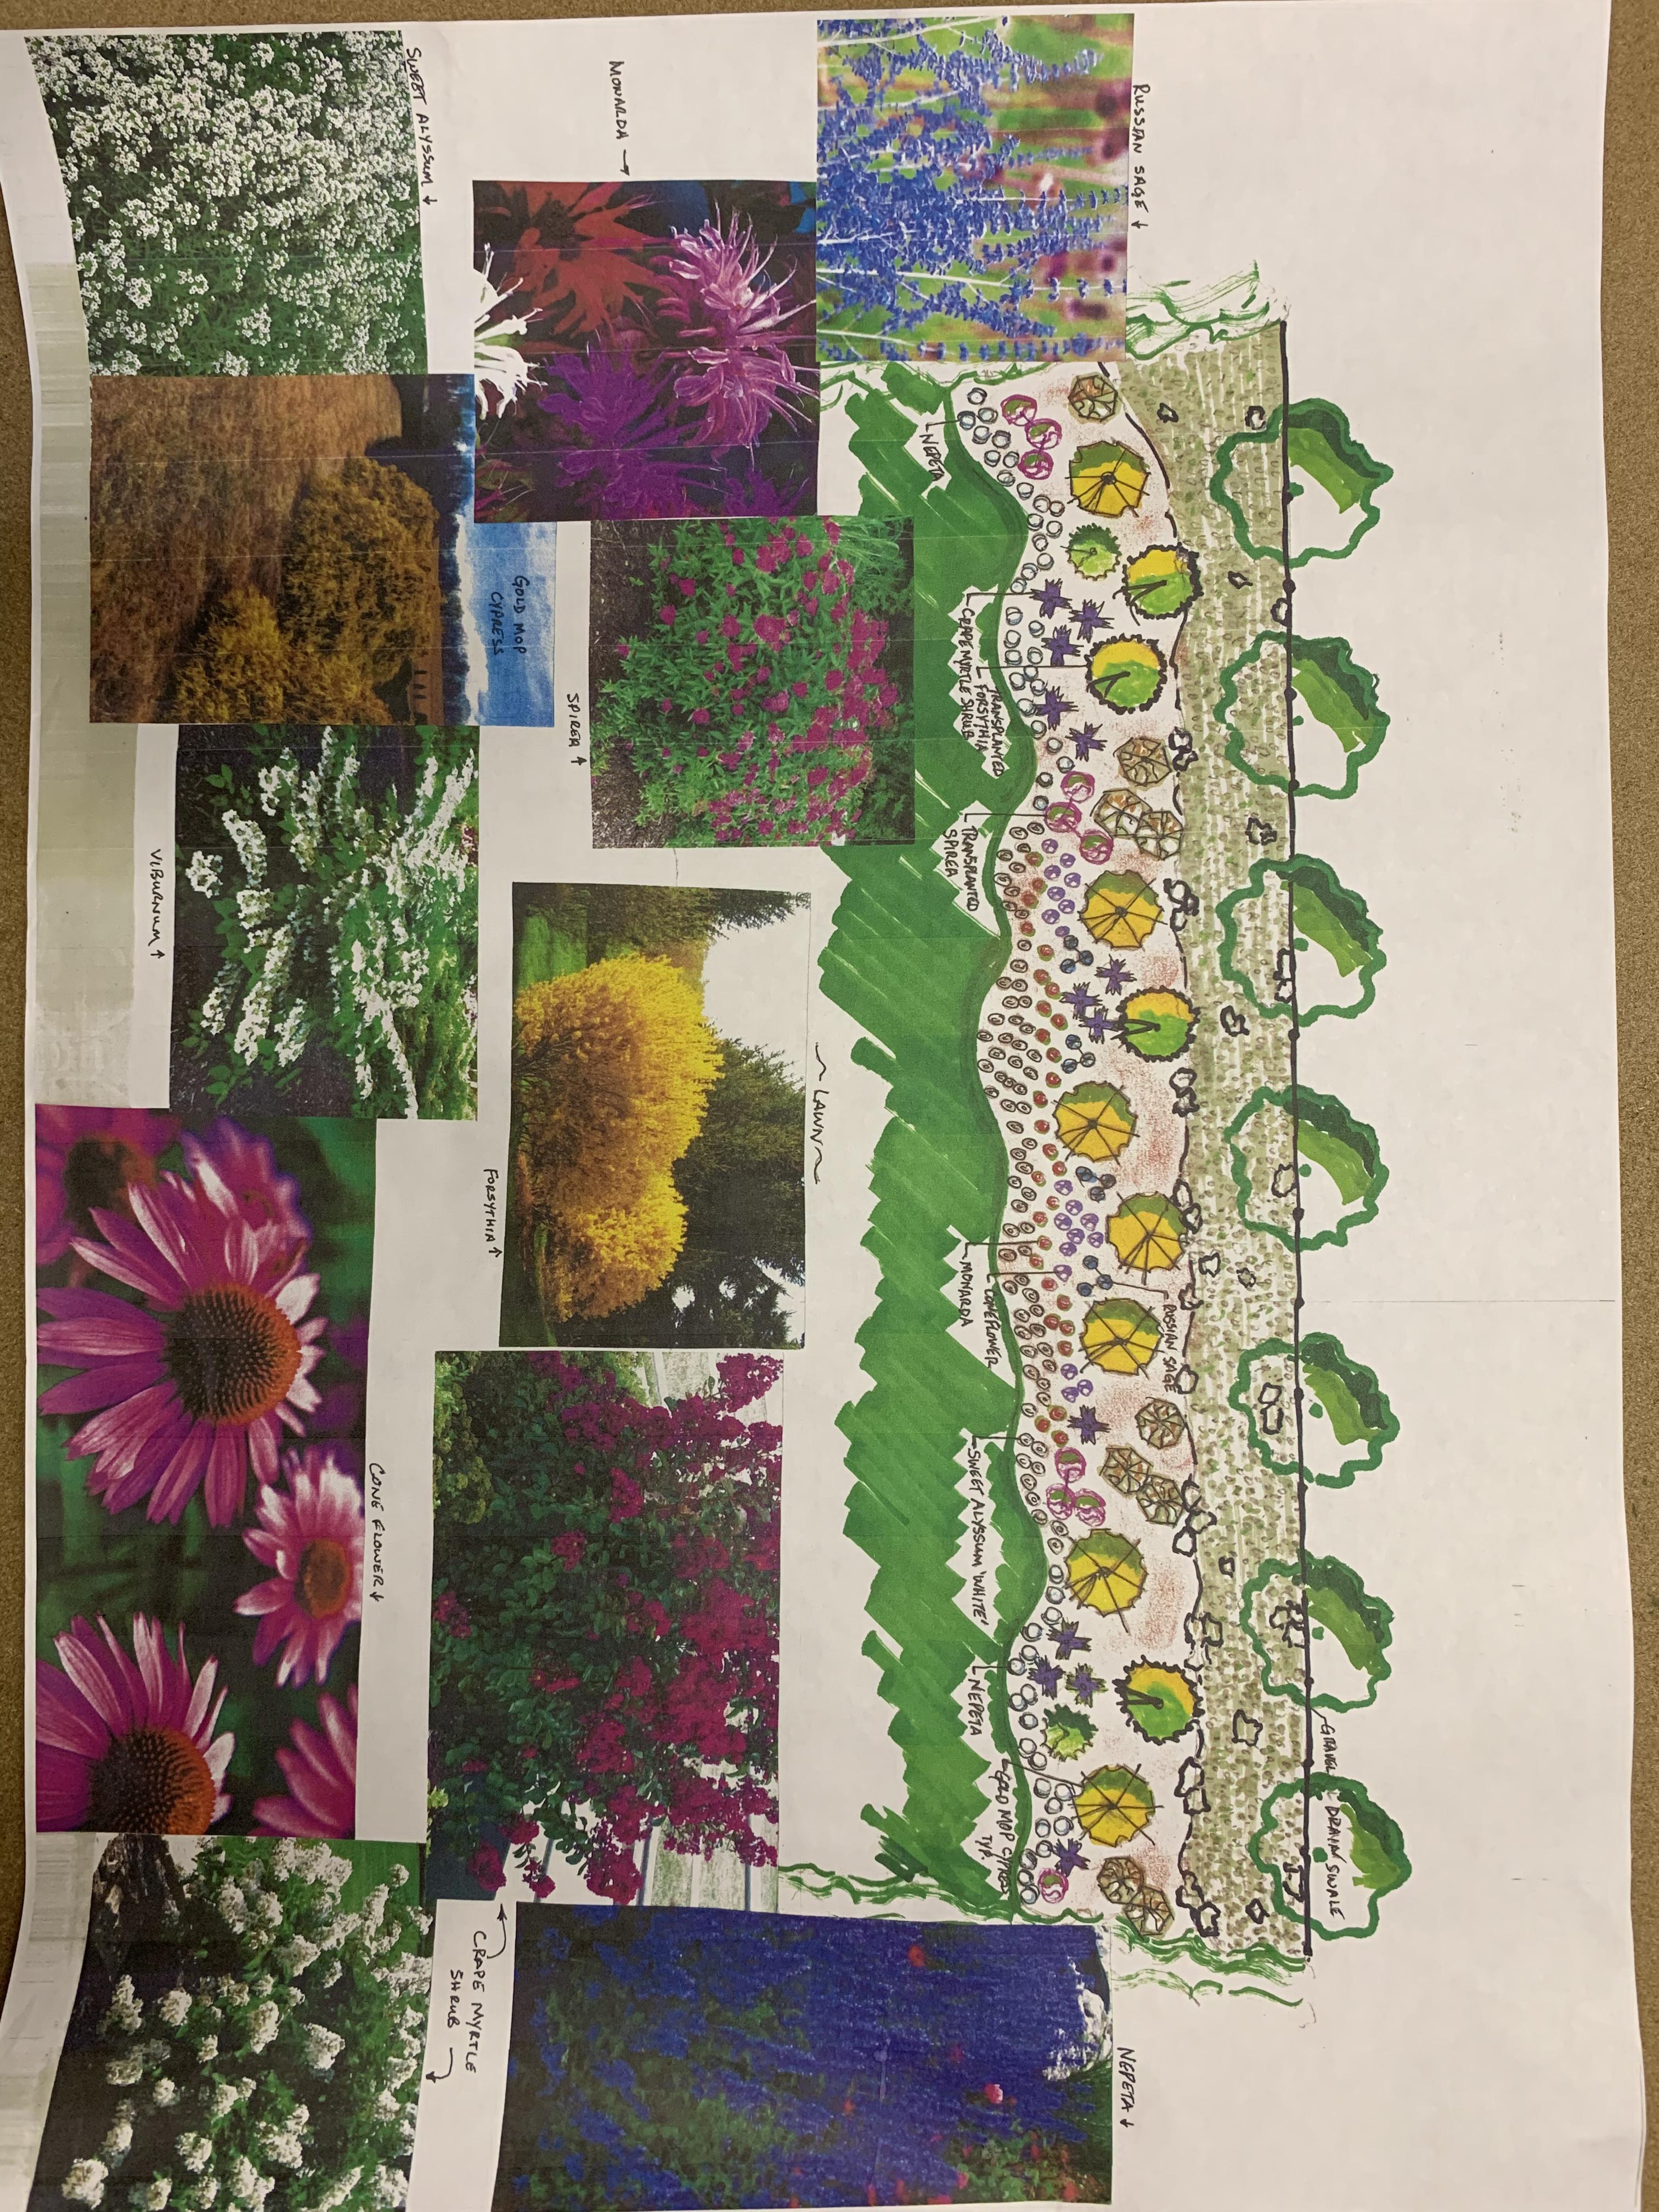 GRAVEL DRAIN SWALE
RUSSIAN SAGE ↓
NEPETA ↓
RUSSIAN SAGE
NEPETA
CRAPE MYRTLE SHRUB
TRANSPLANTED
FORSYTHIA
TRANSPLANTED
SPIREA
CONEFLOWER
MONARDA
SWEET ALYSSUM 'WHITE'
NEPETA
GOLD MOP CYPRESS
TYP.
~ LAWN ~
MONARDA →
SPIREA ↑
GOLD MOP
CYPRESS
SWEET ALYSSUM ↓
FORSYTHIA ↑
VIBURNUM ↑
CONE FLOWER ↓
CRAPE MYRTLE
SHRUB